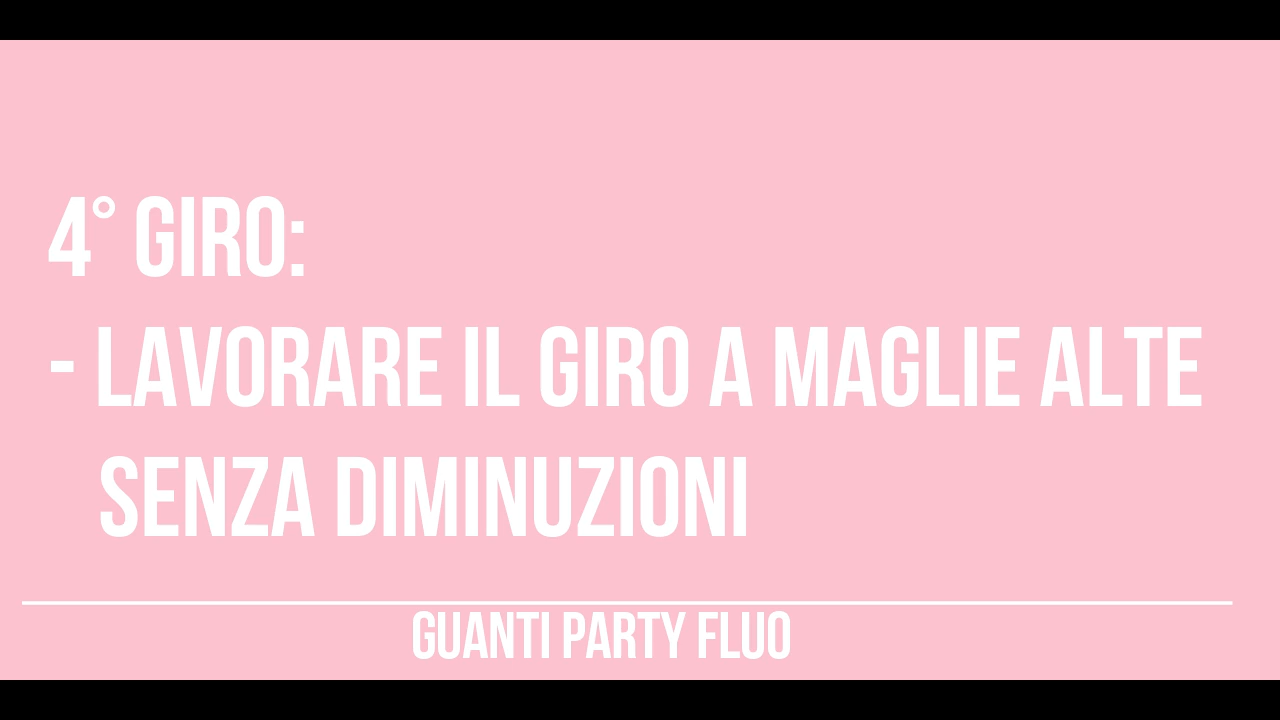 4° GIRO:
- LAVORARE IL GIRO A MAGLIE ALTE
SENZA DIMINUZIONI
GUANTI PARTY FLUO